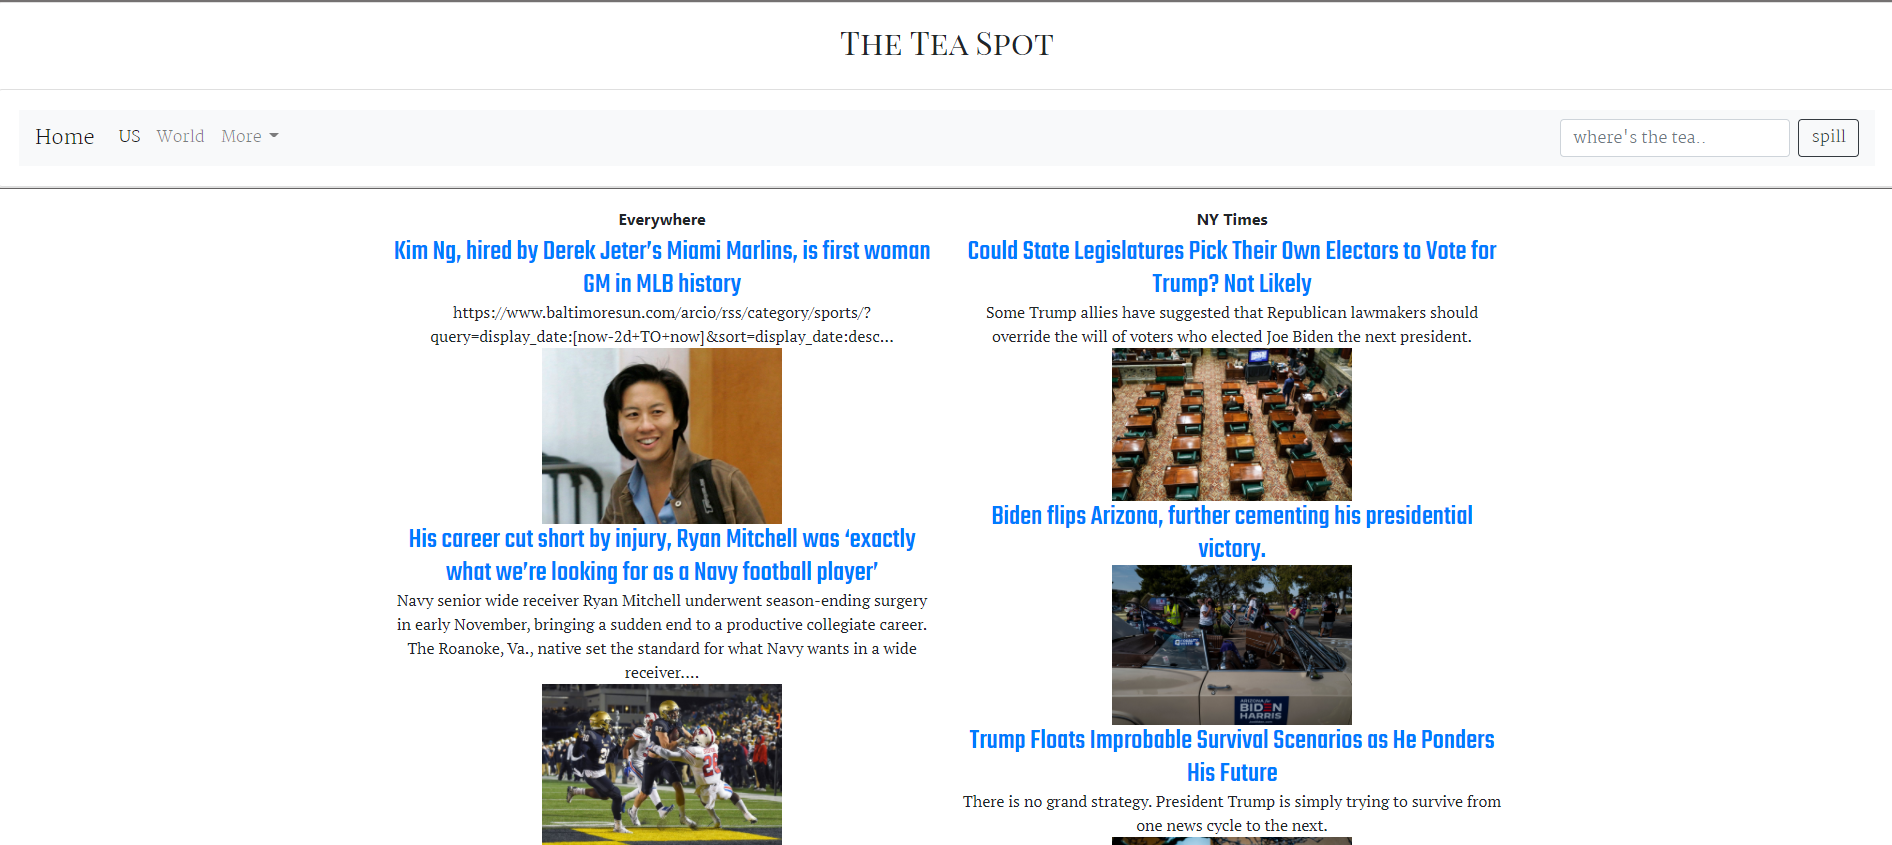 The Tea Spot
Home US World More
where's the tea..
spill
Everywhere
Kim Ng, hired by Derek Jeter’s Miami Marlins, is first woman
GM in MLB history
https://www.baltimoresun.com/arcio/rss/category/sports/?
query=display_date:[now-2d+TO+now]&sort=display_date:desc...
His career cut short by injury, Ryan Mitchell was ‘exactly
what we’re looking for as a Navy football player’
Navy senior wide receiver Ryan Mitchell underwent season-ending surgery
in early November, bringing a sudden end to a productive collegiate career.
The Roanoke, Va., native set the standard for what Navy wants in a wide
receiver....
NY Times
Could State Legislatures Pick Their Own Electors to Vote for
Trump? Not Likely
Some Trump allies have suggested that Republican lawmakers should
override the will of voters who elected Joe Biden the next president.
Biden flips Arizona, further cementing his presidential
victory.
ARIZONA for
BIDEN
HARRIS
Trump Floats Improbable Survival Scenarios as He Ponders
His Future
There is no grand strategy. President Trump is simply trying to survive from
one news cycle to the next.